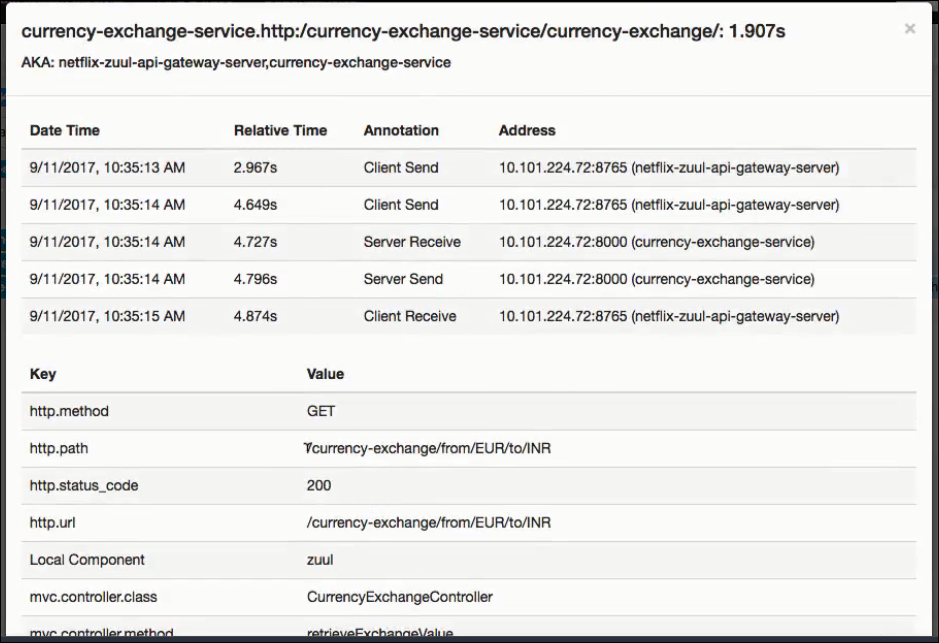 currency-exchange-service.http:/currency-exchange-service/currency-exchange/: 1.907s ×
AKA: netflix-zuul-api-gateway-server,currency-exchange-service
Date Time Relative Time Annotation Address
9/11/2017, 10:35:13 AM 2.967s Client Send 10.101.224.72:8765 (netflix-zuul-api-gateway-server)
9/11/2017, 10:35:14 AM 4.649s Client Send 10.101.224.72:8765 (netflix-zuul-api-gateway-server)
9/11/2017, 10:35:14 AM 4.727s Server Receive 10.101.224.72:8000 (currency-exchange-service)
9/11/2017, 10:35:14 AM 4.796s Server Send 10.101.224.72:8000 (currency-exchange-service)
9/11/2017, 10:35:15 AM 4.874s Client Receive 10.101.224.72:8765 (netflix-zuul-api-gateway-server)
Key Value
http.method GET
http.path /currency-exchange/from/EUR/to/INR
http.status_code 200
http.url /currency-exchange/from/EUR/to/INR
Local Component zuul
mvc.controller.class CurrencyExchangeController
mvc.controller.method retrieveExchangeValue